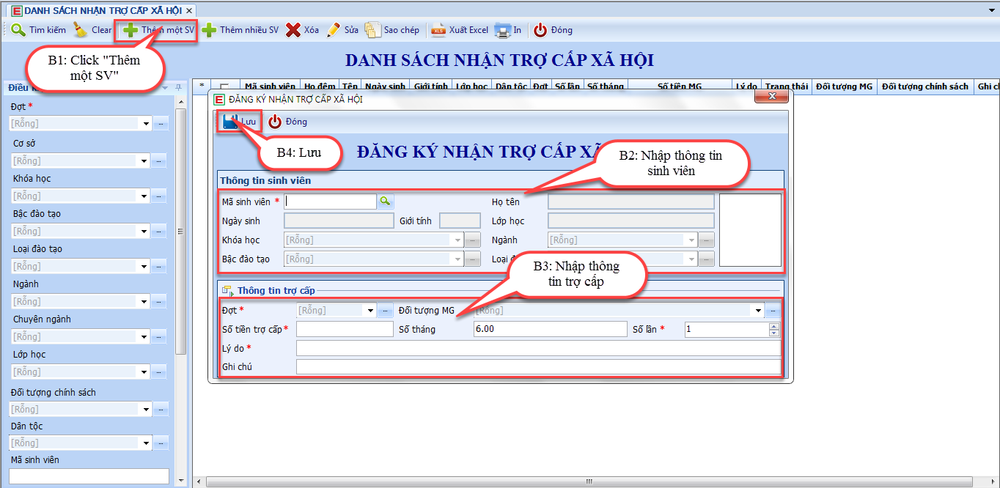 DANH SÁCH NHẬN TRỢ CẤP XÃ HỘI
Tìm kiếm Clear Thêm một SV Thêm nhiều SV Xóa Sửa Sao chép Xuất Excel In Đóng
B1: Click "Thêm
một SV"
DANH SÁCH NHẬN TRỢ CẤP XÃ HỘI
Điều
* Mã sinh viên Họ đệm Tên Ngày sinh Giới tính Lớp học Dân tộc Đợt Số lần Số tháng Số tiền MG Lý do Trạng thái Đối tượng MG Đối tượng chính sách Ghi
Đợt *
[Rỗng]
Cơ sở
[Rỗng]
Khóa học
[Rỗng]
Bậc đào tạo
[Rỗng]
Loại đào tạo
[Rỗng]
Ngành
[Rỗng]
Chuyên ngành
[Rỗng]
Lớp học
[Rỗng]
Đối tượng chính sách
[Rỗng]
Dân tộc
[Rỗng]
Mã sinh viên
ĐĂNG KÝ NHẬN TRỢ CẤP XÃ HỘI
Lưu Đóng
B4: Lưu
ĐĂNG KÝ NHẬN TRỢ CẤP XÃ
B2: Nhập thông tin
sinh viên
Thông tin sinh viên
Mã sinh viên * Họ tên
Ngày sinh Giới tính Lớp học
Khóa học [Rỗng] Ngành [Rỗng]
Bậc đào tạo [Rỗng] Loại
B3: Nhập thông
tin trợ cấp
Thông tin trợ cấp
Đợt * [Rỗng] Đối tượng MG [Rỗng]
Số tiền trợ cấp * Số tháng 6.00 Số lần * 1
Lý do *
Ghi chú